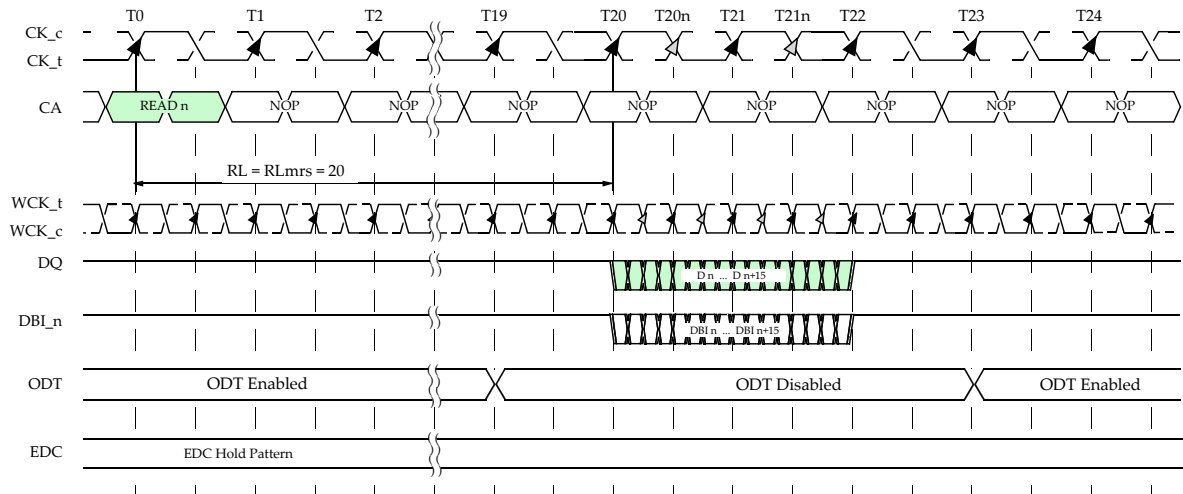 T0 T1 T2 T19 T20 T20n T21 T21n T22 T23 T24
CK_c
CK_t
CA READ n NOP NOP NOP NOP NOP NOP NOP NOP
RL = RLmrs = 20
WCK_t
WCK_c
DQ D n ... D n+15
DBI_n DBI n ... DBI n+15
ODT ODT Enabled ODT Disabled ODT Enabled
EDC EDC Hold Pattern